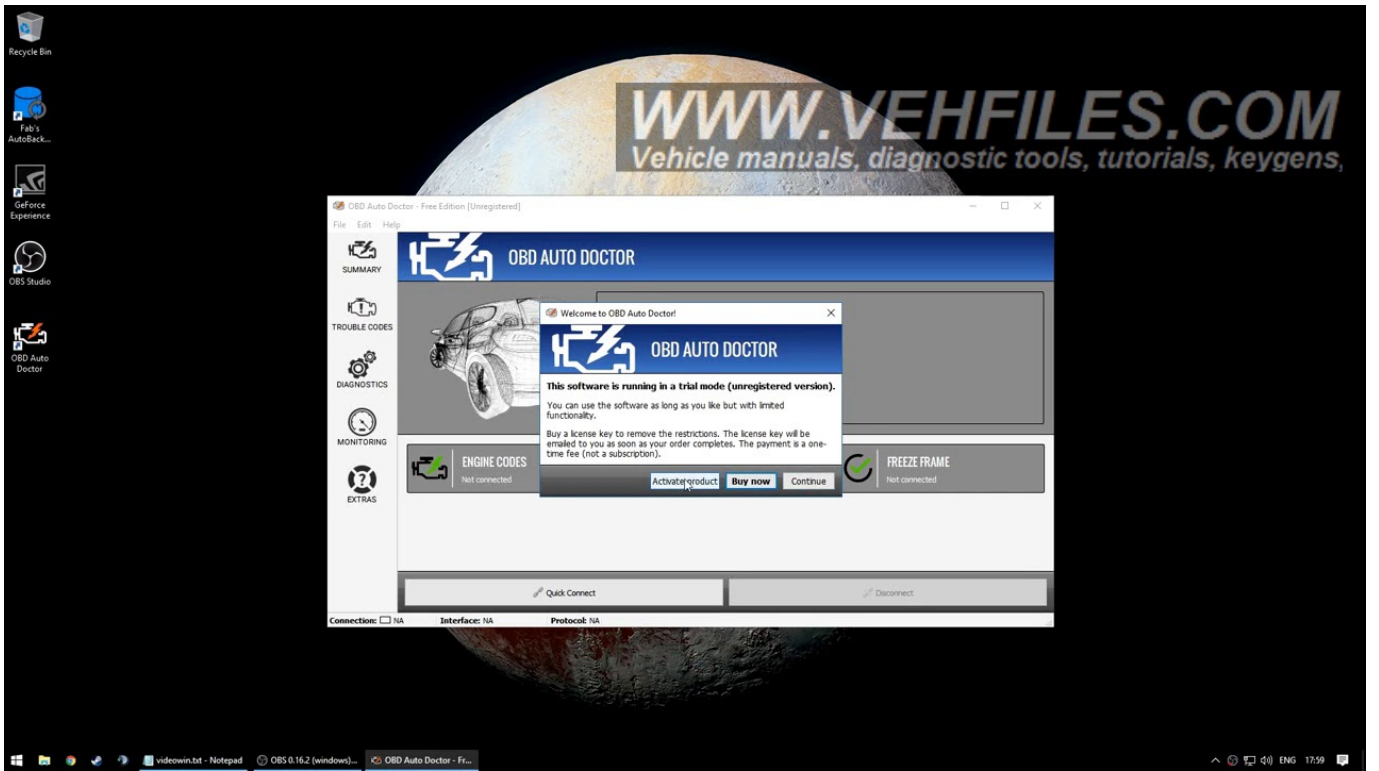 Recycle Bin
WWW.VEHFILES.COM
Vehicle manuals, diagnostic tools, tutorials, keygens,
Fab's
AutoBack...
GeForce
Experience
OBS Studio
OBD Auto
Doctor
OBD Auto Doctor - Free Edition [Unregistered]
File Edit Help
SUMMARY
OBD AUTO DOCTOR
TROUBLE CODES
DIAGNOSTICS
MONITORING
EXTRAS
Welcome to OBD Auto Doctor!
OBD AUTO DOCTOR
This software is running in a trial mode (unregistered version).
You can use the software as long as you like but with limited
functionality.
Buy a license key to remove the restrictions. The license key will be
emailed to you as soon as your order completes. The payment is a one-
time fee (not a subscription).
Activate product Buy now Continue
ENGINE CODES
Not connected
FREEZE FRAME
Not connected
Quick Connect Disconnect
Connection: NA Interface: NA Protocol: NA
videowin.txt - Notepad OBS 0.16.2 (windows)... OBD Auto Doctor - Fr... ENG 17:59